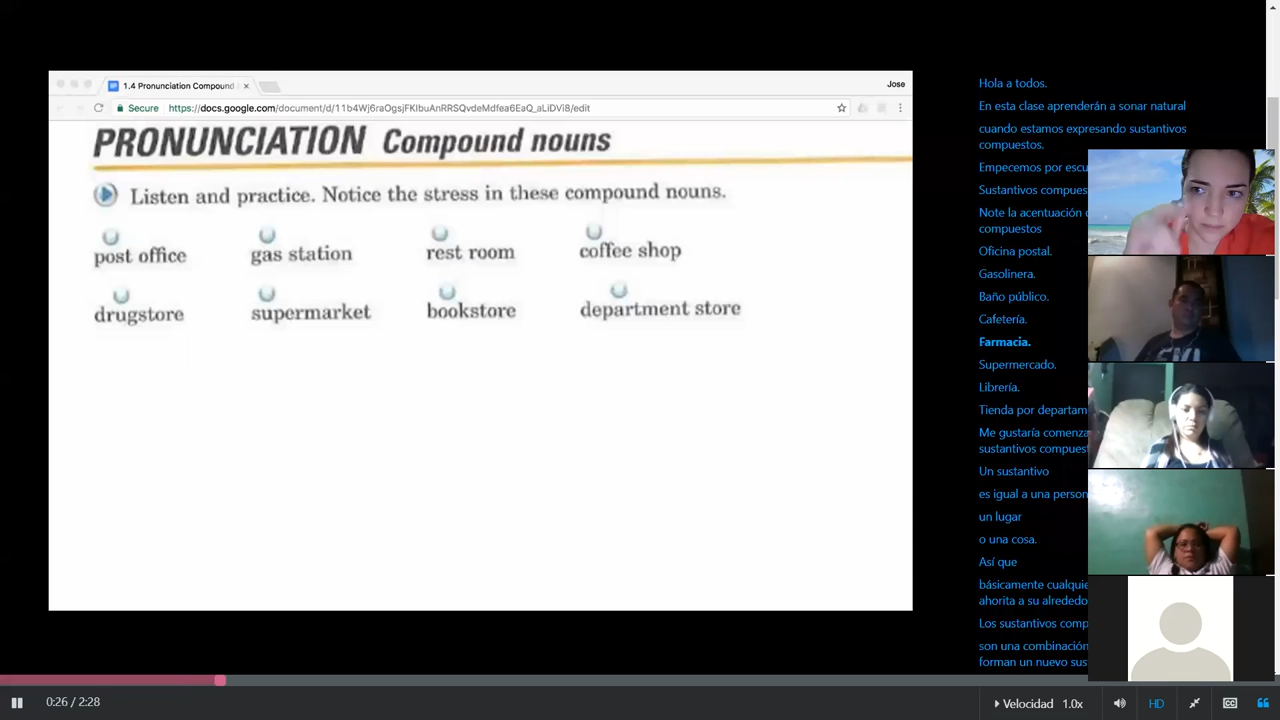 1.4 Pronunciation Compound
Jose
Secure https://docs.google.com/document/d/11b4Wj6raOgsjFKIbuAnRRSQvdeMdfea6EaQ_aLiDVi8/edit
PRONUNCIATION Compound nouns
Listen and practice. Notice the stress in these compound nouns.
post office gas station rest room coffee shop
drugstore supermarket bookstore department store
Hola a todos.
En esta clase aprenderán a sonar natural
cuando estamos expresando sustantivos
compuestos.
Empecemos por escu
Sustantivos compues
Note la acentuación
compuestos
Oficina postal.
Gasolinera.
Baño público.
Cafetería.
Farmacia.
Supermercado.
Librería.
Tienda por departam
Me gustaría comenza
sustantivos compuest
Un sustantivo
es igual a una person
un lugar
o una cosa.
Así que
básicamente cualquie
ahorita a su alrededo
Los sustantivos comp
son una combinación
forman un nuevo sus
0:26 / 2:28
Velocidad 1.0x
HD
CC